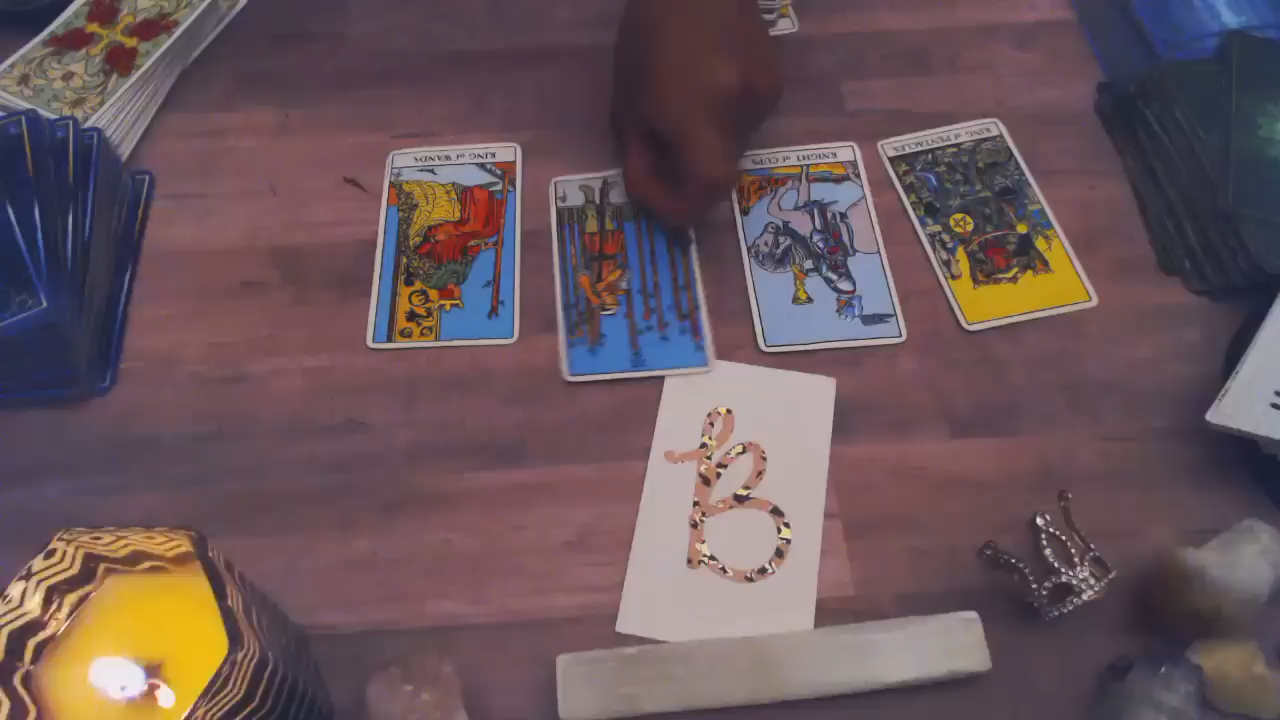 KING of WANDS
KNIGHT of CUPS
KING of PENTACLES
B